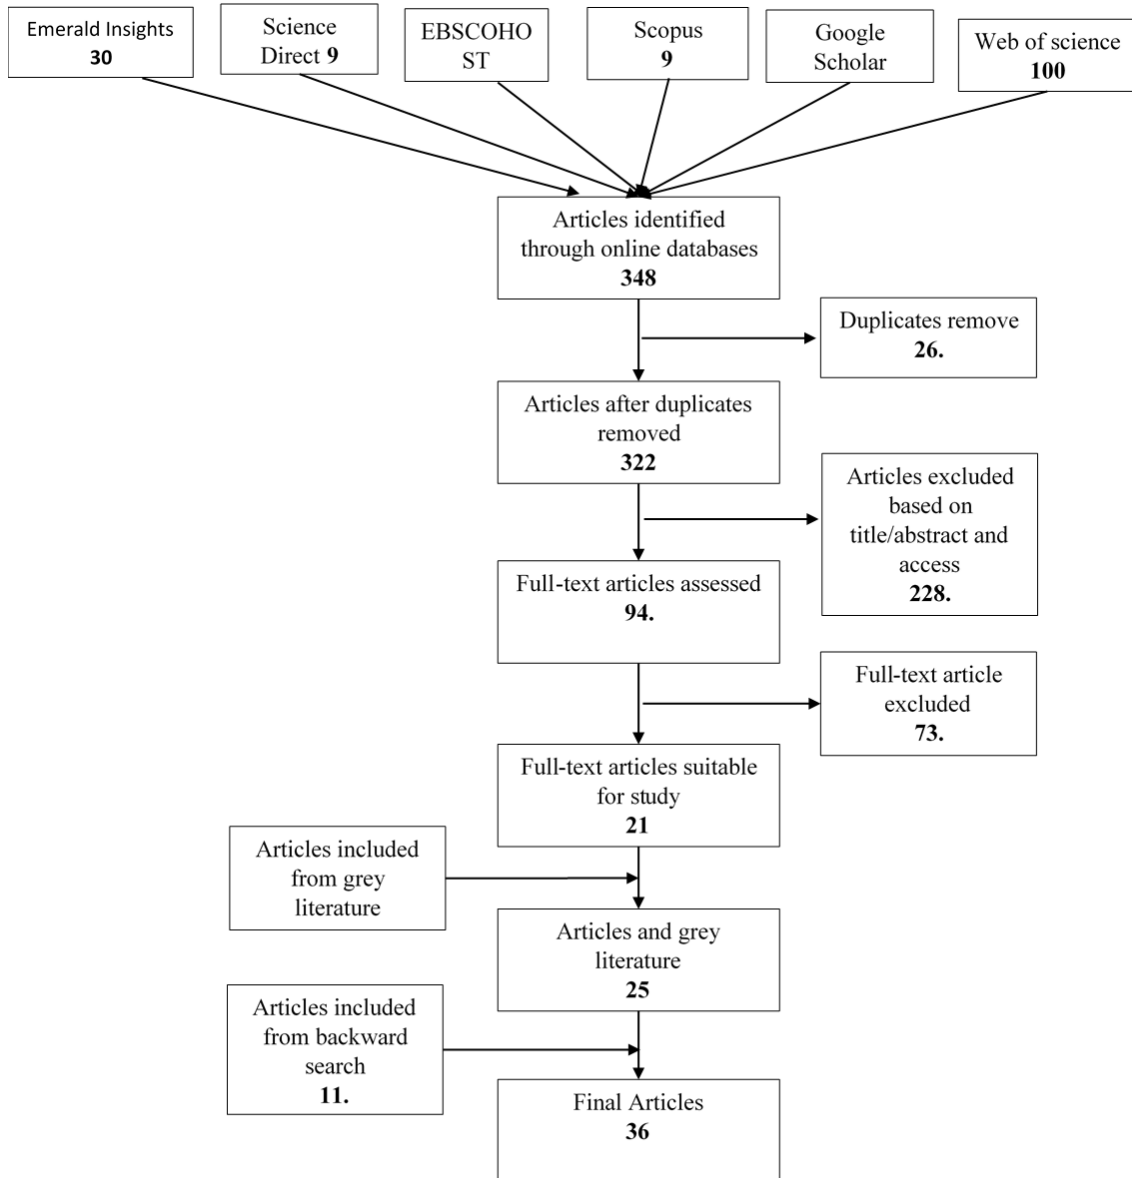 Emerald Insights
30
Science
Direct 9
EBSCOHO
ST
Scopus
9
Google
Scholar
Web of science
100
Articles identified
through online databases
348
Duplicates remove
26.
Articles after duplicates
removed
322
Articles excluded
based on
title/abstract and
access
228.
Full-text articles assessed
94.
Full-text article
excluded
73.
Full-text articles suitable
for study
21
Articles included
from grey
literature
Articles and grey
literature
25
Articles included
from backward
search
11.
Final Articles
36